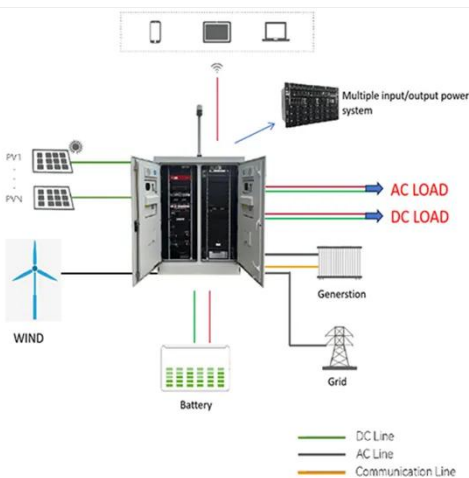 Multiple input/output power
system
PV1
PVN
AC LOAD
DC LOAD
WIND
Generstion
Grid
Battery
DC Line
AC Line
Communication Line